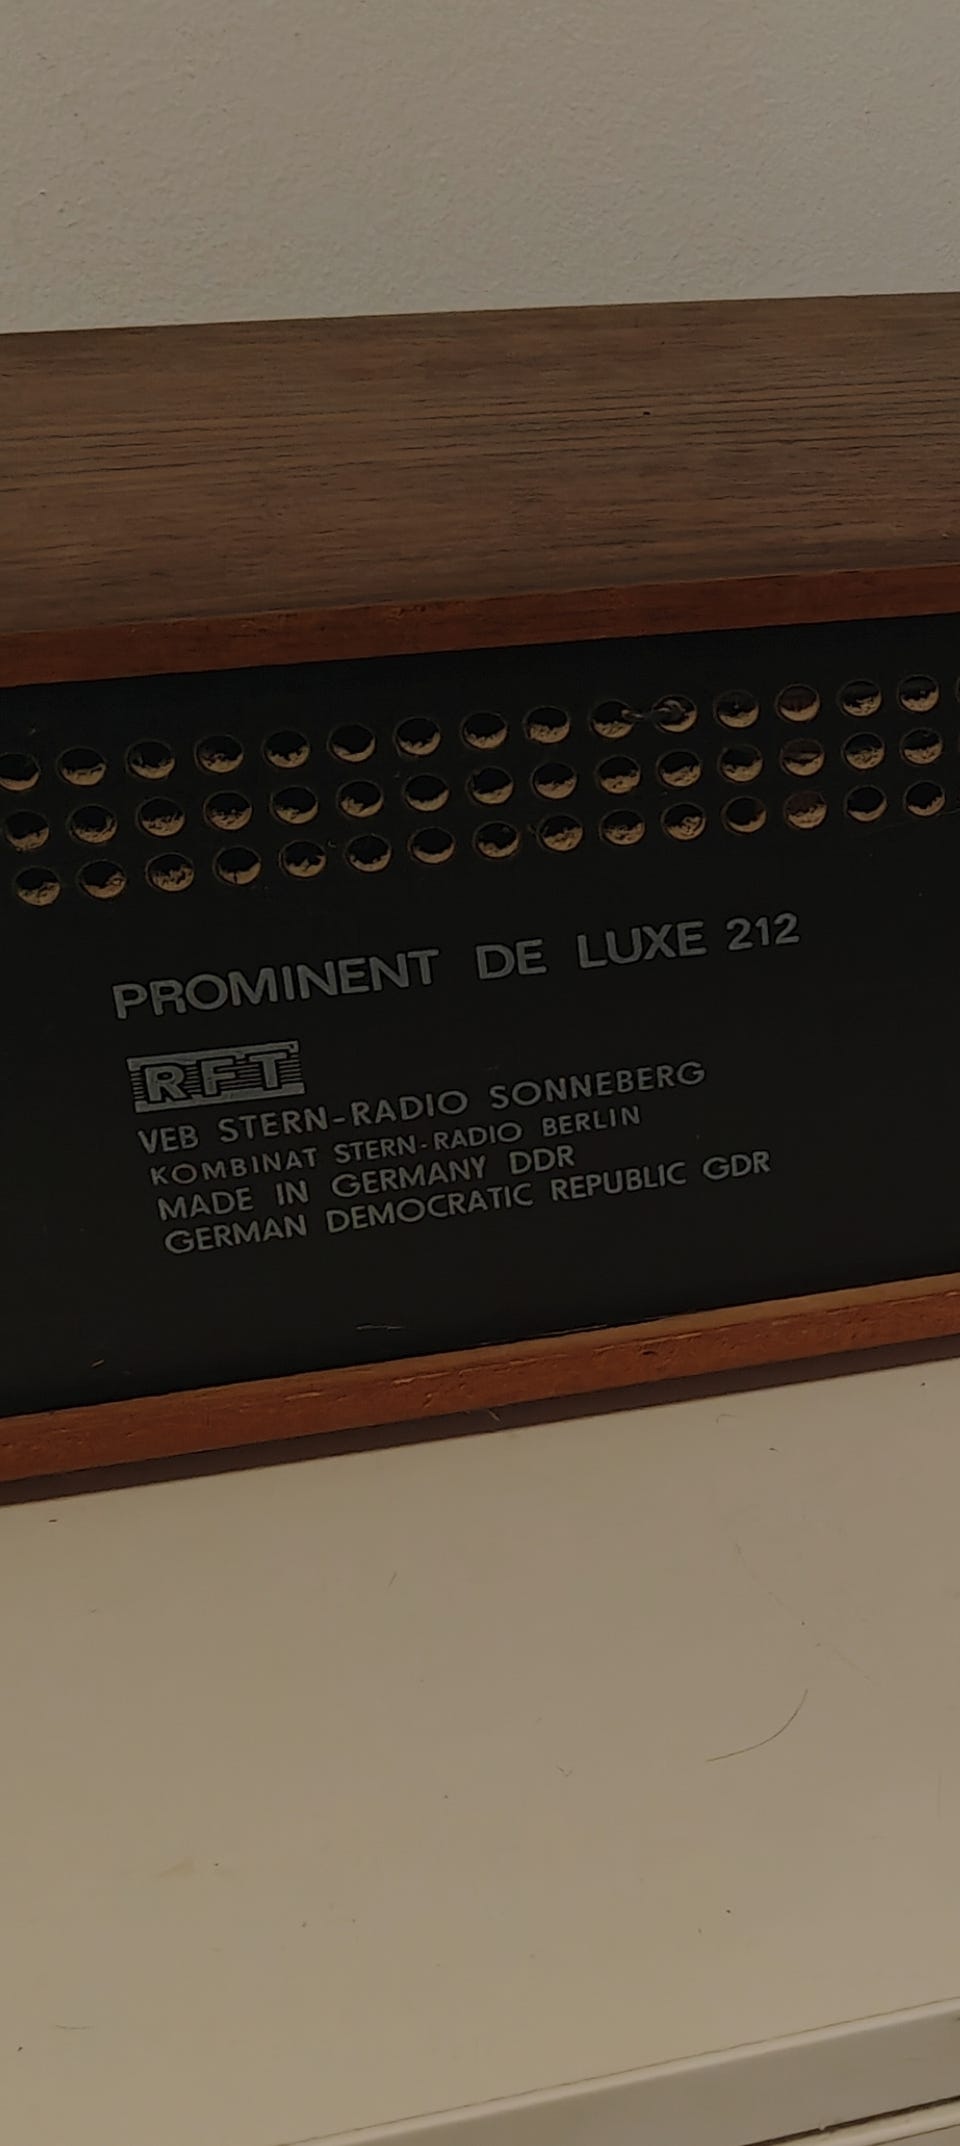 PROMINENT DE LUXE 212
RFT
VEB STERN-RADIO SONNEBERG
KOMBINAT STERN-RADIO BERLIN
MADE IN GERMANY DDR
GERMAN DEMOCRATIC REPUBLIC GDR